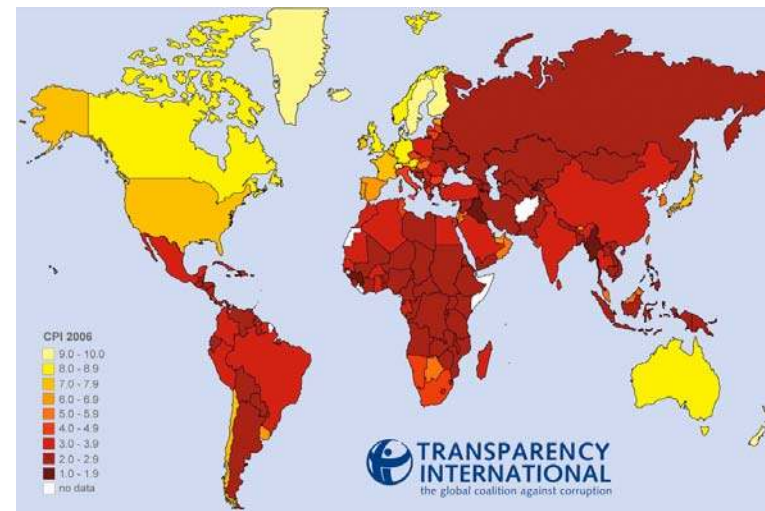 CPI 2006
9.0 - 10.0
8.0 - 8.9
7.0 - 7.9
6.0 - 6.9
5.0 - 5.9
4.0 - 4.9
3.0 - 3.9
2.0 - 2.9
1.0 - 1.9
no data
TRANSPARENCY
INTERNATIONAL
the global coalition against corruption